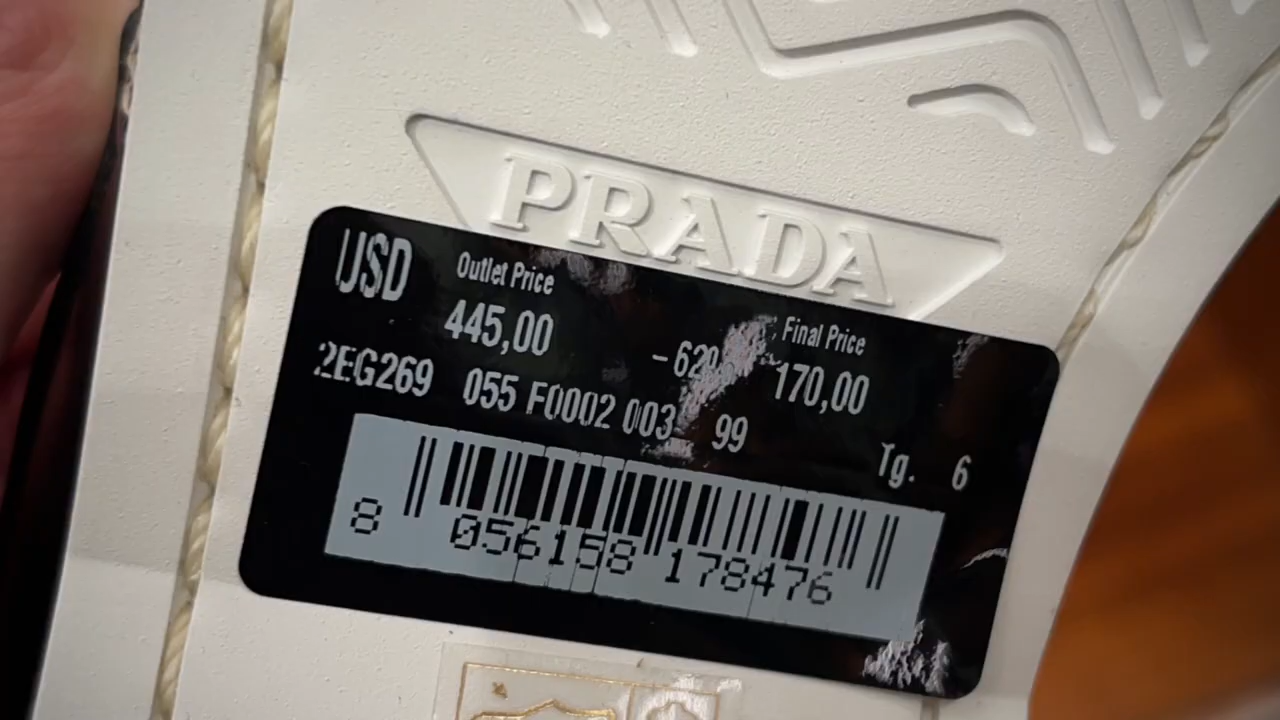 PRADA
USD Outlet Price Final Price
445,00 170,00
2EG269 055 F0002 003 99
Tg. 6
8 056158 178476